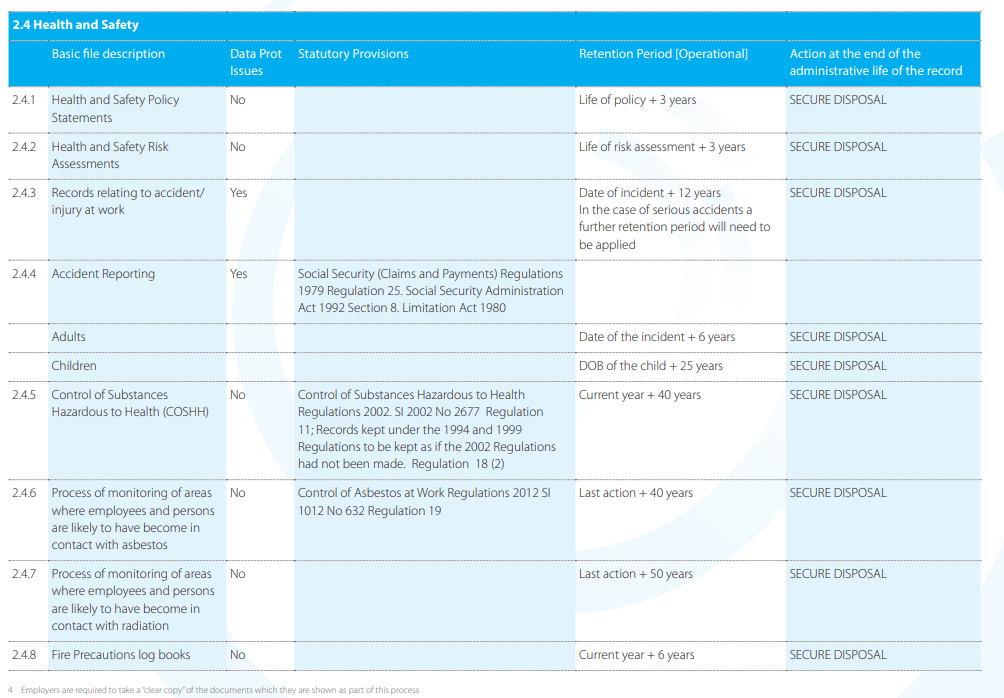 2.4 Health and Safety
Basic file description
Data Prot
Issues
Statutory Provisions
Retention Period [Operational]
Action at the end of the
administrative life of the record
2.4.1
Health and Safety Policy
Statements
No
Life of policy + 3 years
SECURE DISPOSAL
2.4.2
Health and Safety Risk
Assessments
No
Life of risk assessment + 3 years
SECURE DISPOSAL
2.4.3
Records relating to accident/
injury at work
Yes
Date of incident + 12 years
In the case of serious accidents a
further retention period will need to
be applied
SECURE DISPOSAL
2.4.4
Accident Reporting
Yes
Social Security (Claims and Payments) Regulations
1979 Regulation 25. Social Security Administration
Act 1992 Section 8. Limitation Act 1980
Adults
Date of the incident + 6 years
SECURE DISPOSAL
Children
DOB of the child + 25 years
SECURE DISPOSAL
2.4.5
Control of Substances
Hazardous to Health (COSHH)
No
Control of Substances Hazardous to Health
Regulations 2002. SI 2002 No 2677 Regulation
11; Records kept under the 1994 and 1999
Regulations to be kept as if the 2002 Regulations
had not been made. Regulation 18 (2)
Current year + 40 years
SECURE DISPOSAL
2.4.6
Process of monitoring of areas
where employees and persons
are likely to have become in
contact with asbestos
No
Control of Asbestos at Work Regulations 2012 SI
1012 No 632 Regulation 19
Last action + 40 years
SECURE DISPOSAL
2.4.7
Process of monitoring of areas
where employees and persons
are likely to have become in
contact with radiation
No
Last action + 50 years
SECURE DISPOSAL
2.4.8
Fire Precautions log books
No
Current year + 6 years
SECURE DISPOSAL
4 Employers are required to take a "clear copy" of the documents which they are shown as part of this process